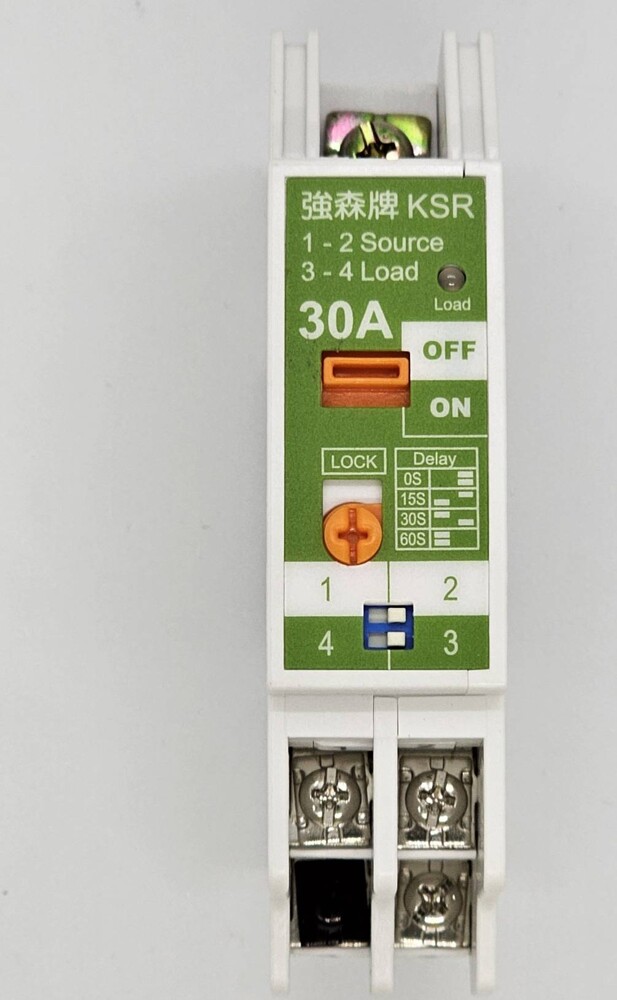 強森牌 KSR
1 - 2 Source
3 - 4 Load
Load
30A
OFF
ON
LOCK
Delay
0S
15S
30S
60S
1 2
4 3